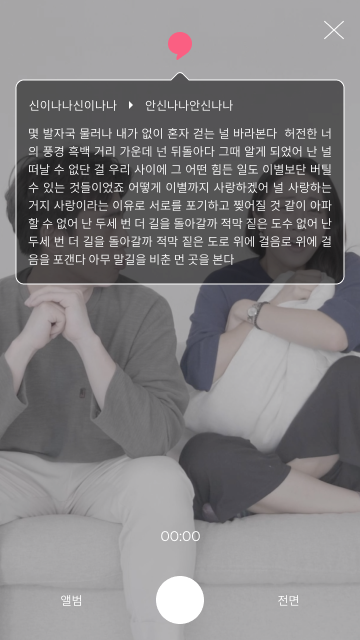 신이나나신이나나 ▶ 안신나나안신나나
몇 발자국 물러나 내가 없이 혼자 걷는 널 바라본다 허전한 너
의 풍경 흑백 거리 가운데 넌 뒤돌아다 그때 알게 되었어 난 널
떠날 수 없단 걸 우리 사이에 그 어떤 힘든 일도 이별보단 버틸
수 있는 것들이었죠 어떻게 이별까지 사랑하겠어 널 사랑하는
거지 사랑이라는 이유로 서로를 포기하고 찢어질 것 같이 아파
할 수 없어 난 두세 번 더 길을 돌아갈까 적막 짙은 도수 없어 난
두세 번 더 길을 돌아갈까 적막 짙은 도로 위에 걸음로 위에 걸
음을 포갠다 아무 말길을 비춘 먼 곳을 본다
00:00
앨범
전면